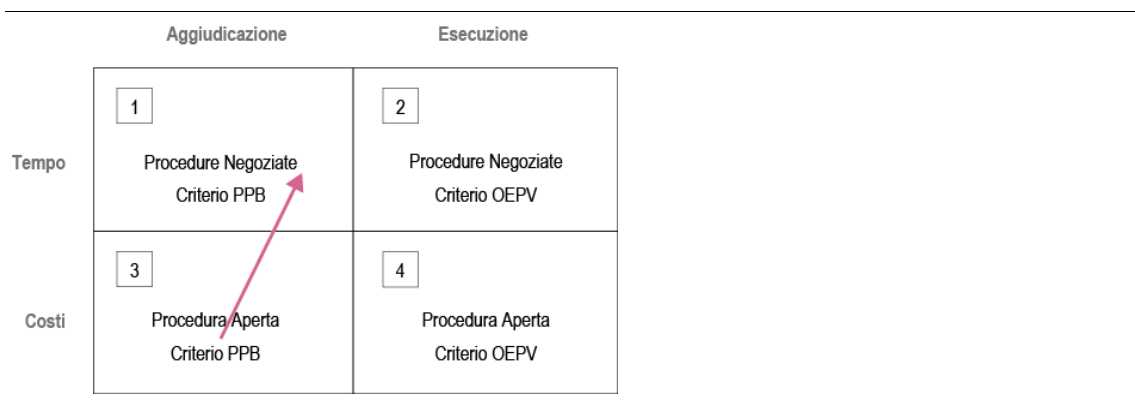 Aggiudicazione Esecuzione
1 2
Tempo Procedure Negoziate Procedure Negoziate
Criterio PPB Criterio OEPV
3 4
Costi Procedura Aperta Procedura Aperta
Criterio PPB Criterio OEPV